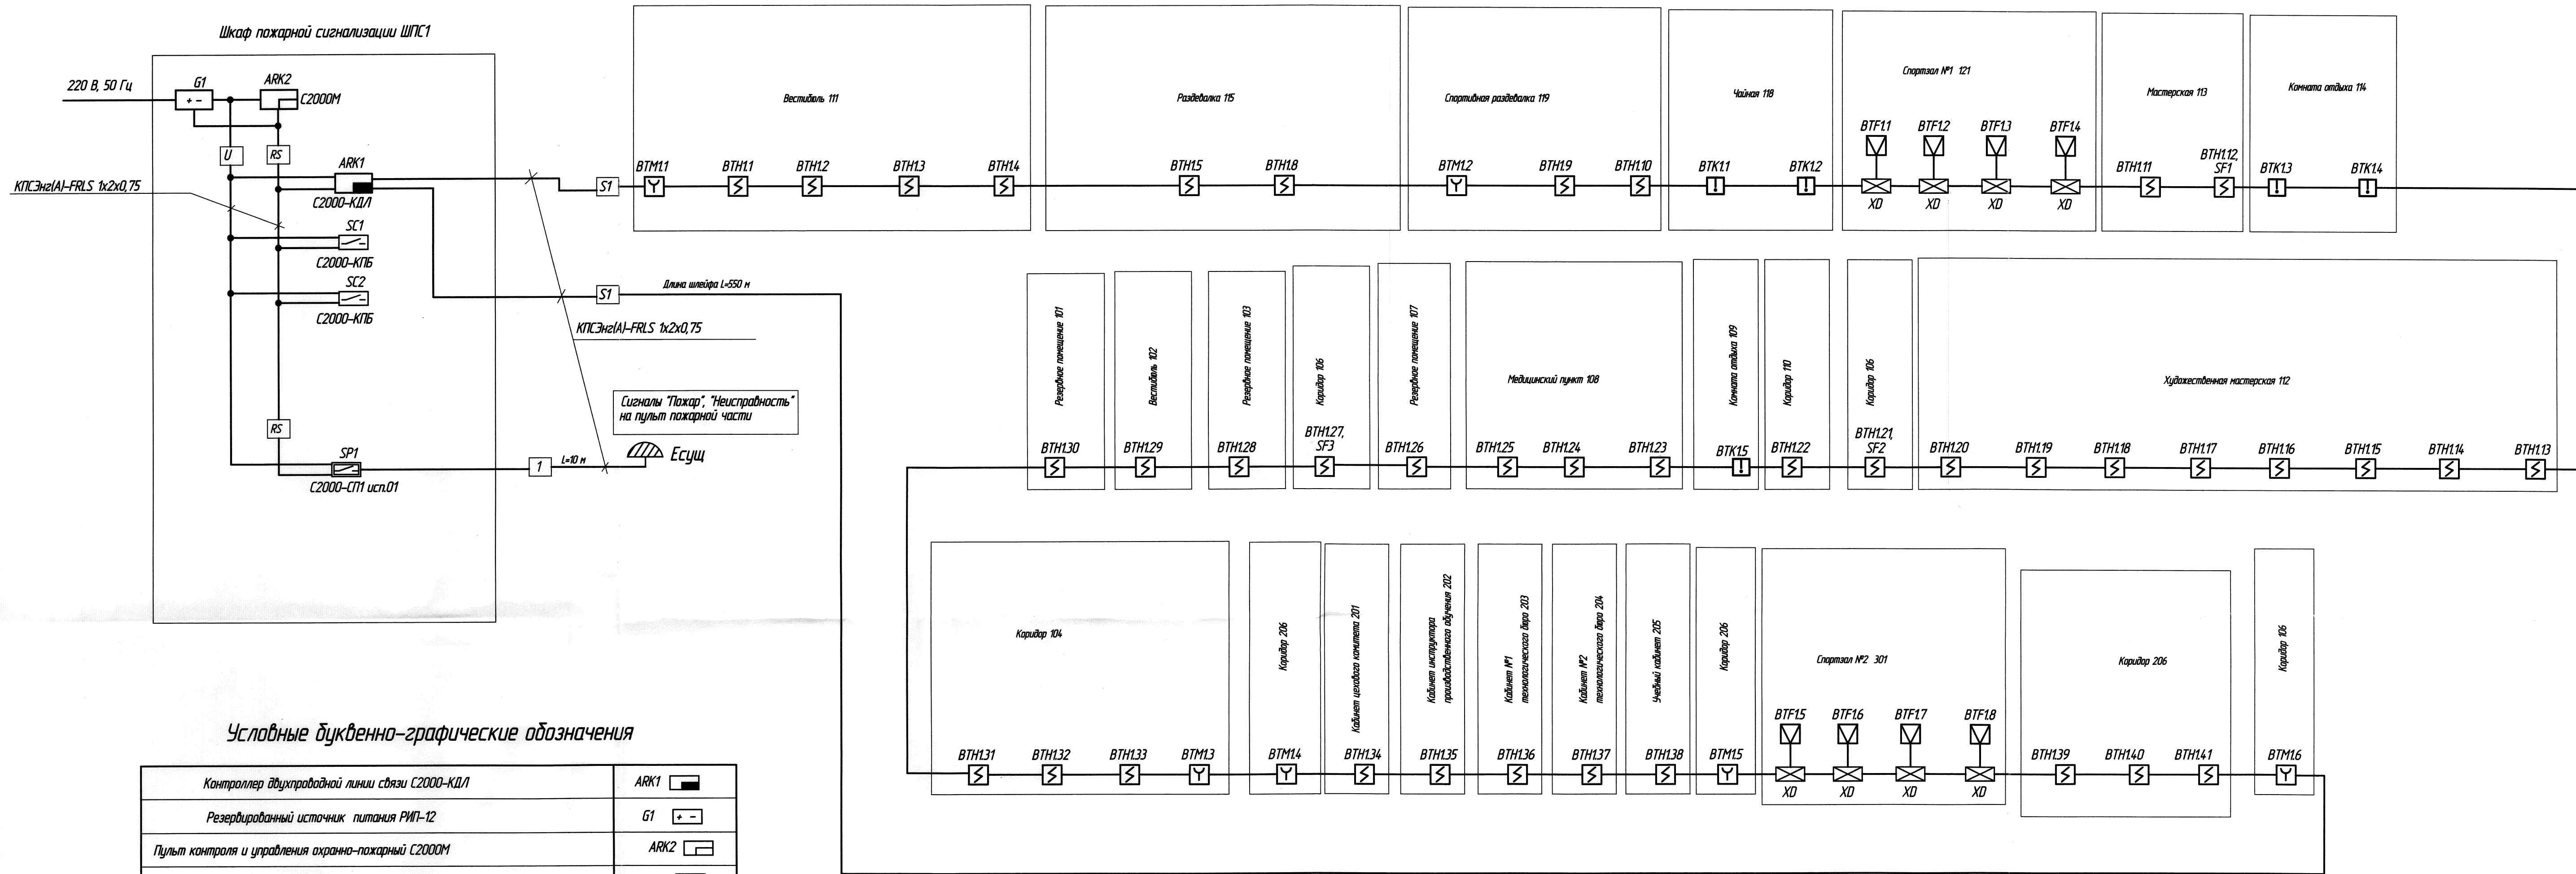 Шкаф пожарной сигнализации ШПС1
220 В, 50 Гц
G1
+ -
ARK2
С2000М
U
RS
ARK1
С2000-КДЛ
КПСЭнг(А)-FRLS 1х2х0,75
SC1
С2000-КПБ
SC2
С2000-КПБ
RS
SP1
С2000-СП1 исп.01
S1
S1
Длина шлейфа L=550 м
КПСЭнг(А)-FRLS 1х2х0,75
Сигналы "Пожар", "Неисправность"
на пульт пожарной части
1
L=10 м
Есущ
Вестибюль 111
BTM1.1
BTH1.1
BTH1.2
BTH1.3
BTH1.4
Раздевалка 115
BTH1.5
BTH1.8
Спортивная раздевалка 119
BTM1.2
BTH1.9
BTH1.10
Чайная 118
BTK1.1
BTK1.2
Спортзал №1 121
BTF1.1
BTF1.2
BTF1.3
BTF1.4
XD
XD
XD
XD
Мастерская 113
BTH1.11
BTH1.12,
SF1
Комната отдыха 114
BTK1.3
BTK1.4
Резервное помещение 101
BTH1.30
Вестибюль 102
BTH1.29
Резервное помещение 103
BTH1.28
Коридор 106
BTH1.27,
SF3
Резервное помещение 107
BTH1.26
Медицинский пункт 108
BTH1.25
BTH1.24
BTH1.23
Комната отдыха 109
BTK1.5
Коридор 110
BTH1.22
Коридор 106
BTH1.21,
SF2
Художественная мастерская 112
BTH1.20
BTH1.19
BTH1.18
BTH1.17
BTH1.16
BTH1.15
BTH1.14
BTH1.13
Коридор 104
BTH1.31
BTH1.32
BTH1.33
BTM1.3
Коридор 206
BTM1.4
Кабинет цехового комитета 201
BTH1.34
Кабинет инструктора
производственного обучения 202
BTH1.35
Кабинет №1
технологического бюро 203
BTH1.36
Кабинет №2
технологического бюро 204
BTH1.37
Учебный кабинет 205
BTH1.38
Коридор 206
BTM1.5
Спортзал №2 301
BTF1.5
BTF1.6
BTF1.7
BTF1.8
XD
XD
XD
XD
Коридор 206
BTH1.39
BTH1.40
BTH1.41
Коридор 106
BTM1.6
Условные буквенно-графические обозначения
Контроллер двухпроводной линии связи С2000-КДЛ ARK1
Резервированный источник питания РИП-12 G1 + -
Пульт контроля и управления охранно-пожарный С2000М ARK2